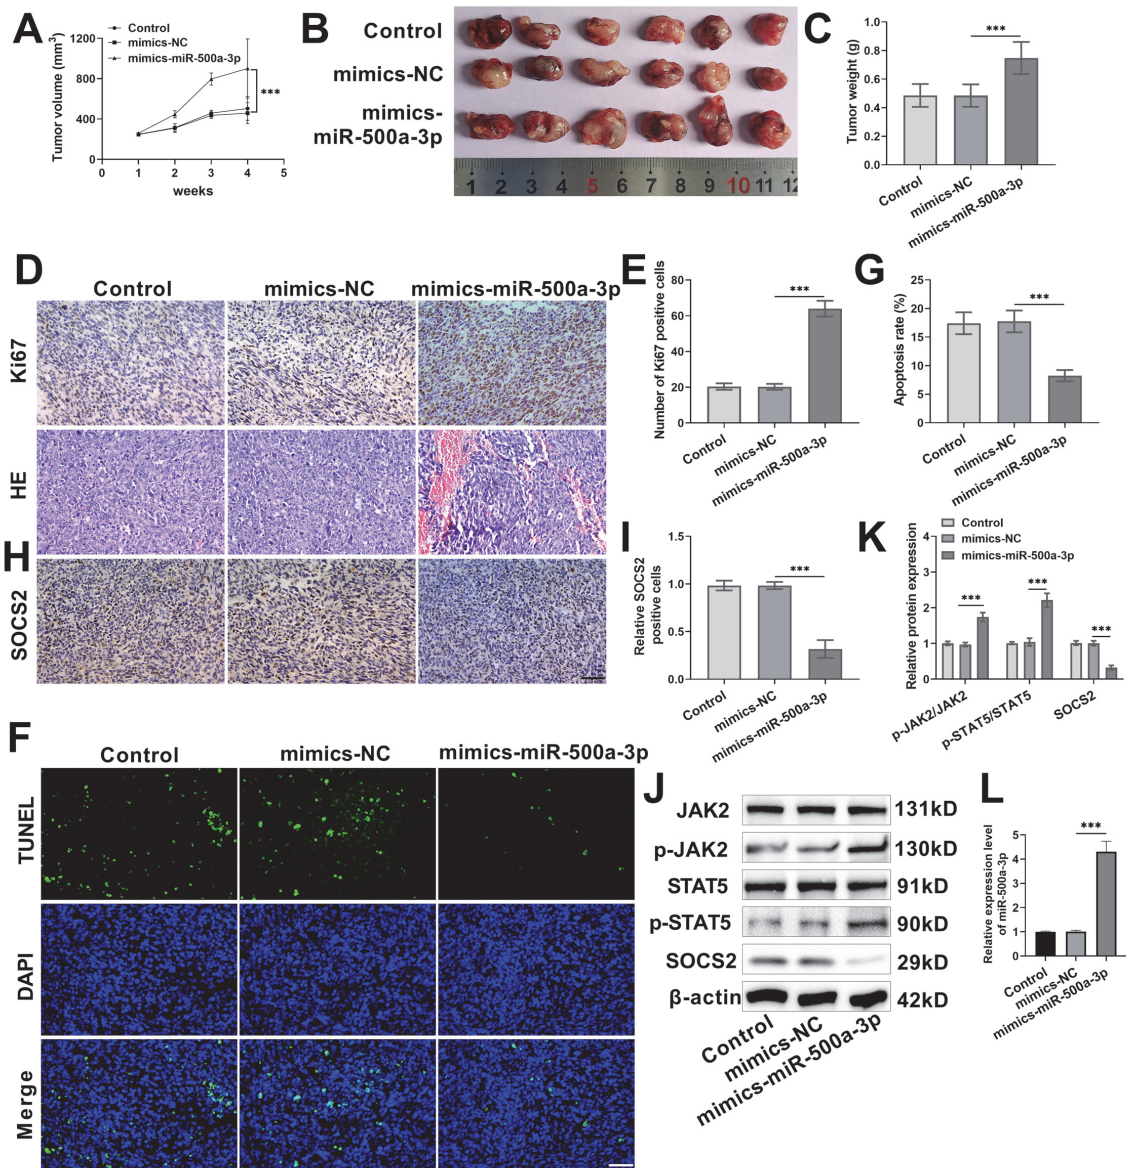 A
Control
mimics-NC
mimics-miR-500a-3p
Tumor volume (mm³)
1200
800
400
0
***
0 1 2 3 4 5
weeks
B
Control
mimics-NC
mimics-
miR-500a-3p
1 2 3 4 5 6 7 8 9 10 11 12
C
Tumor weight (g)
1.0
0.8
0.6
0.4
0.2
0.0
***
Control
mimics-NC
mimics-miR-500a-3p
D
Control
mimics-NC
mimics-miR-500a-3p
Ki67
HE
H
SOCS2
E
Number of Ki67 positive cells
80
60
40
20
0
***
Control
mimics-NC
mimics-miR-500a-3p
G
Apoptosis rate (%)
25
20
15
10
5
0
***
Control
mimics-NC
mimics-miR-500a-3p
I
Relative SOCS2
positive cells
1.5
1.0
0.5
0.0
***
Control
mimics-NC
mimics-miR-500a-3p
K
Control
mimics-NC
mimics-miR-500a-3p
Relative protein expression
4
3
2
1
0
***
***
***
p-JAK2/JAK2
p-STAT5/STAT5
SOCS2
F
Control
mimics-NC
mimics-miR-500a-3p
TUNEL
DAPI
Merge
J
JAK2 131kD
p-JAK2 130kD
STAT5 91kD
p-STAT5 90kD
SOCS2 29kD
β-actin 42kD
Control
mimics-NC
mimics-miR-500a-3p
L
Relative expression level
of miR-500a-3p
5
4
3
2
1
0
***
Control
mimics-NC
mimics-miR-500a-3p